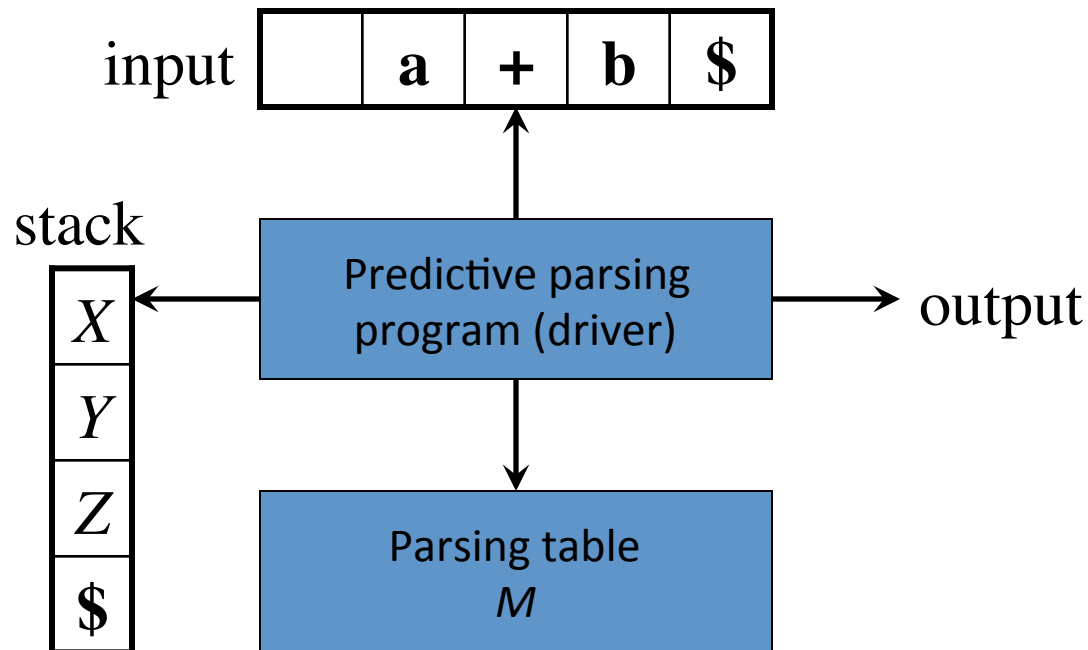 input a + b $
stack
X
Y
Z
$
Predictive parsing
program (driver)
output
Parsing table
M